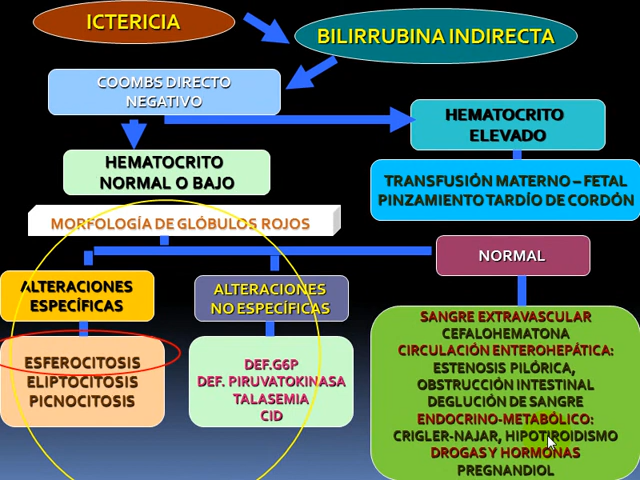 ICTERICIA
BILIRRUBINA INDIRECTA
COOMBS DIRECTO
NEGATIVO
HEMATOCRITO
ELEVADO
HEMATOCRITO
NORMAL O BAJO
TRANSFUSIÓN MATERNO – FETAL
PINZAMIENTO TARDÍO DE CORDÓN
MORFOLOGÍA DE GLÓBULOS ROJOS
NORMAL
ALTERACIONES
ESPECÍFICAS
ALTERACIONES
NO ESPECÍFICAS
ESFEROCITOSIS
ELIPTOCITOSIS
PICNOCITOSIS
DEF.G6P
DEF. PIRUVATOKINASA
TALASEMIA
CID
SANGRE EXTRAVASCULAR
CEFALOHEMATONA
CIRCULACIÓN ENTEROHEPÁTICA:
ESTENOSIS PILÓRICA,
OBSTRUCCIÓN INTESTINAL
DEGLUCIÓN DE SANGRE
ENDOCRINO-METABÓLICO:
CRIGLER-NAJAR, HIPOTIROIDISMO
DROGAS Y HORMONAS
PEGNANDIOL